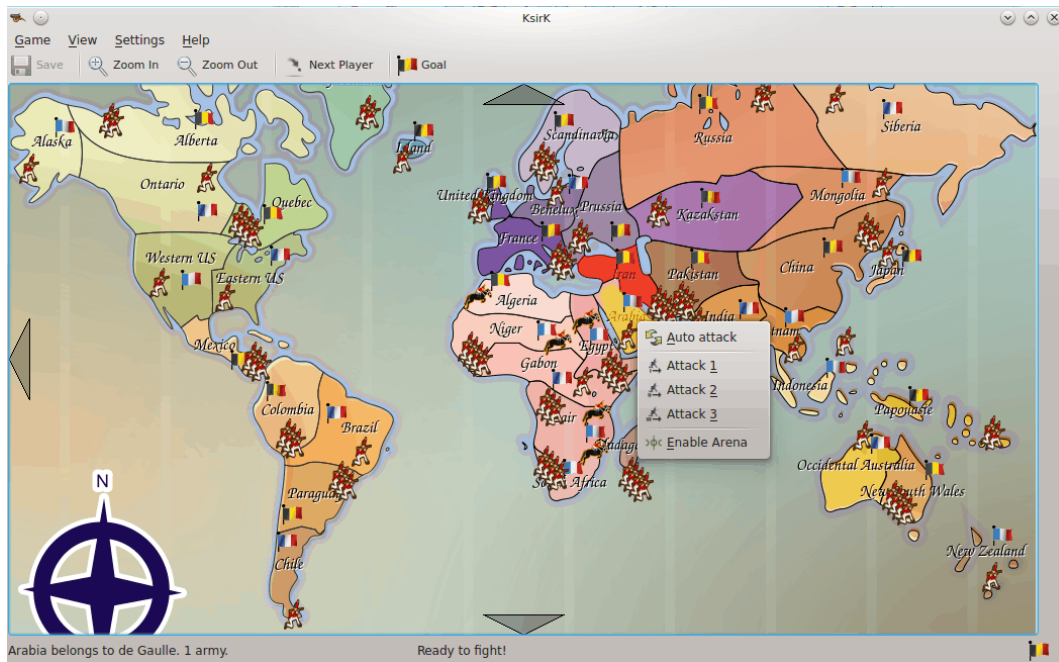 KsirK
Game View Settings Help
Save Zoom In Zoom Out Next Player Goal
Alaska
Alberta
Ontario
Quebec
Western US
Eastern US
Mexico
Colombia
Brazil
Paraguay
Chile
N
Island
Scandinavia
Russia
Siberia
United Kingdom
Benelux
Prussia
Kazakstan
Mongolia
France
Iran
Pakistan
China
Japan
Algeria
Arabia
India
Niger
Egypt
Gabon
Indonesia
Papouasie
Occidental Australia
New South Wales
New Zealand
Auto attack
Attack 1
Attack 2
Attack 3
Enable Arena
Arabia belongs to de Gaulle. 1 army. Ready to fight!